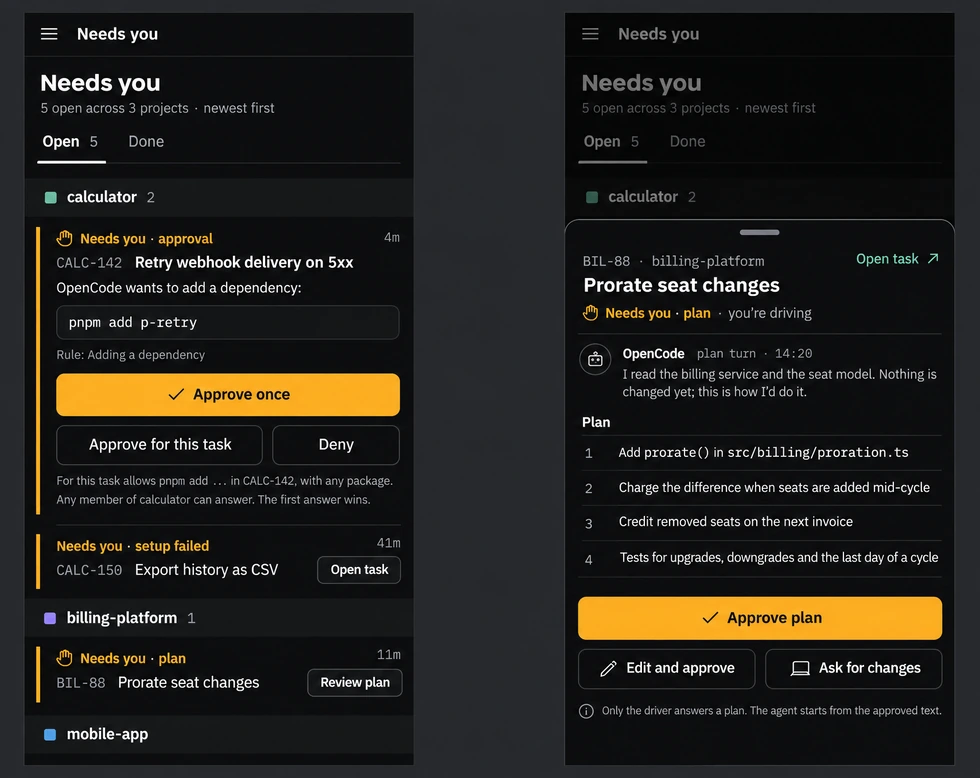 Needs you
Needs you
5 open across 3 projects · newest first
Open 5 Done
calculator 2
Needs you · approval 4m
CALC-142 Retry webhook delivery on 5xx
OpenCode wants to add a dependency:
pnpm add p-retry
Rule: Adding a dependency
Approve once
Approve for this task Deny
For this task allows pnpm add ... in CALC-142, with any package.
Any member of calculator can answer. The first answer wins.
Needs you · setup failed 41m
CALC-150 Export history as CSV Open task
billing-platform 1
Needs you · plan 11m
BIL-88 Prorate seat changes Review plan
mobile-app
Needs you
Needs you
5 open across 3 projects · newest first
Open 5 Done
calculator 2
BIL-88 · billing-platform Open task
Prorate seat changes
Needs you · plan · you're driving
OpenCode plan turn · 14:20
I read the billing service and the seat model. Nothing is
changed yet; this is how I'd do it.
Plan
1 Add prorate() in src/billing/proration.ts
2 Charge the difference when seats are added mid-cycle
3 Credit removed seats on the next invoice
4 Tests for upgrades, downgrades and the last day of a cycle
Approve plan
Edit and approve Ask for changes
Only the driver answers a plan. The agent starts from the approved text.